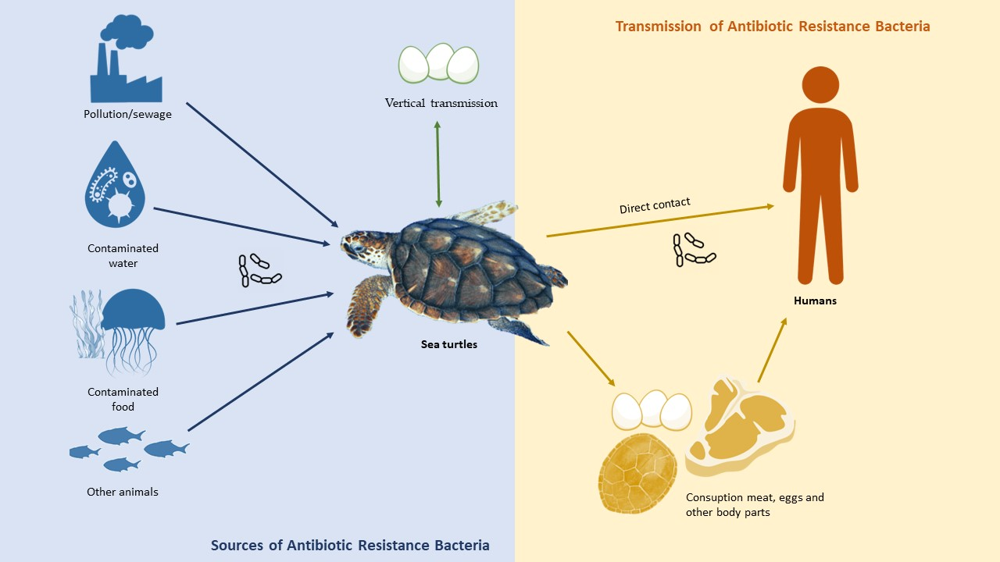 Transmission of Antibiotic Resistance Bacteria
Pollution/sewage
Vertical transmission
Direct contact
Contaminated
water
Humans
Sea turtles
Contaminated
food
Other animals
Consuption meat, eggs and
other body parts
Sources of Antibiotic Resistance Bacteria